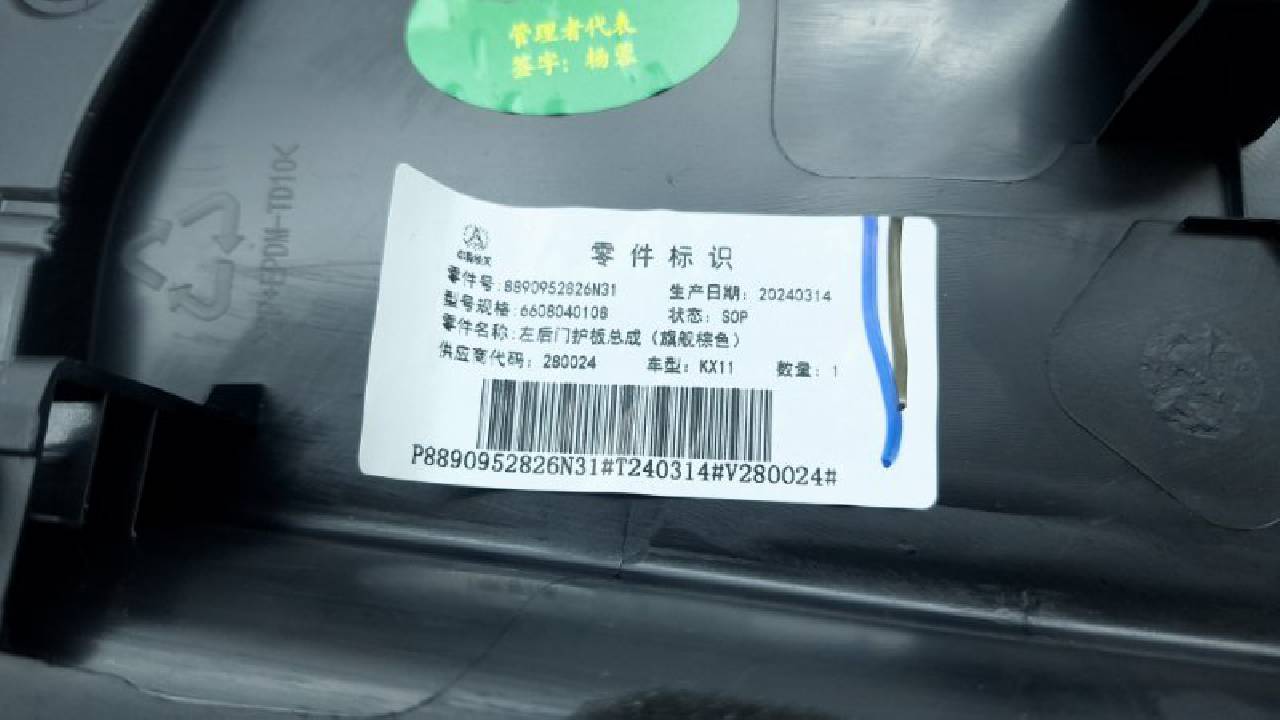 管理者代表
签字：杨蓉
P+EPDM-TD10<
零件标识
零件号：8890952826N31 生产日期：20240314
型号规格：6608040108 状态：SOP
零件名称：左后门护板总成（旗舰棕色）
供应商代码：280024 车型：KX11 数量：1
P8890952826N31#T240314#V280024#